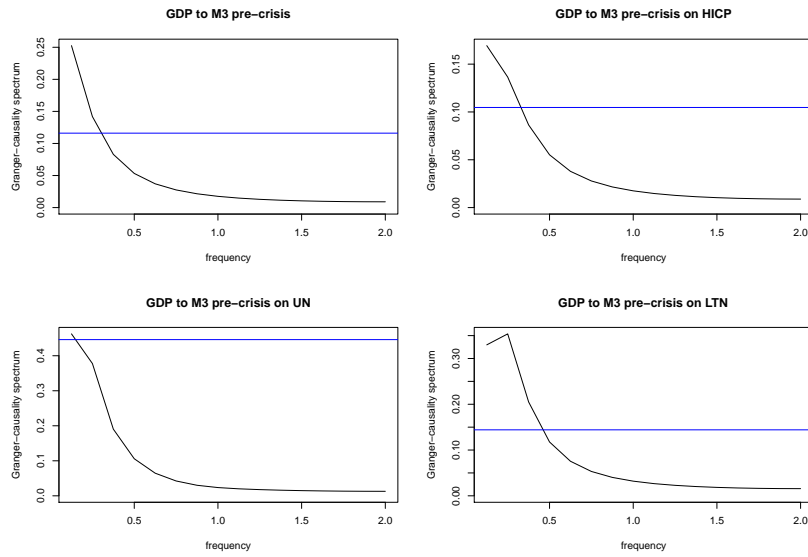 GDP to M3 pre−crisis
Granger−causality spectrum
0.00 0.05 0.10 0.15 0.20 0.25
0.5 1.0 1.5 2.0
frequency
GDP to M3 pre−crisis on HICP
Granger−causality spectrum
0.00 0.05 0.10 0.15
0.5 1.0 1.5 2.0
frequency
GDP to M3 pre−crisis on UN
Granger−causality spectrum
0.0 0.1 0.2 0.3 0.4
0.5 1.0 1.5 2.0
frequency
GDP to M3 pre−crisis on LTN
Granger−causality spectrum
0.00 0.10 0.20 0.30
0.5 1.0 1.5 2.0
frequency